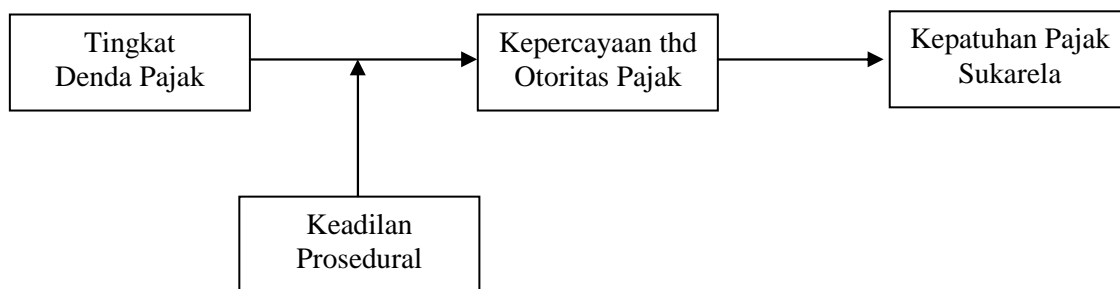 Tingkat
Denda Pajak
Kepercayaan thd
Otoritas Pajak
Kepatuhan Pajak
Sukarela
Keadilan
Prosedural